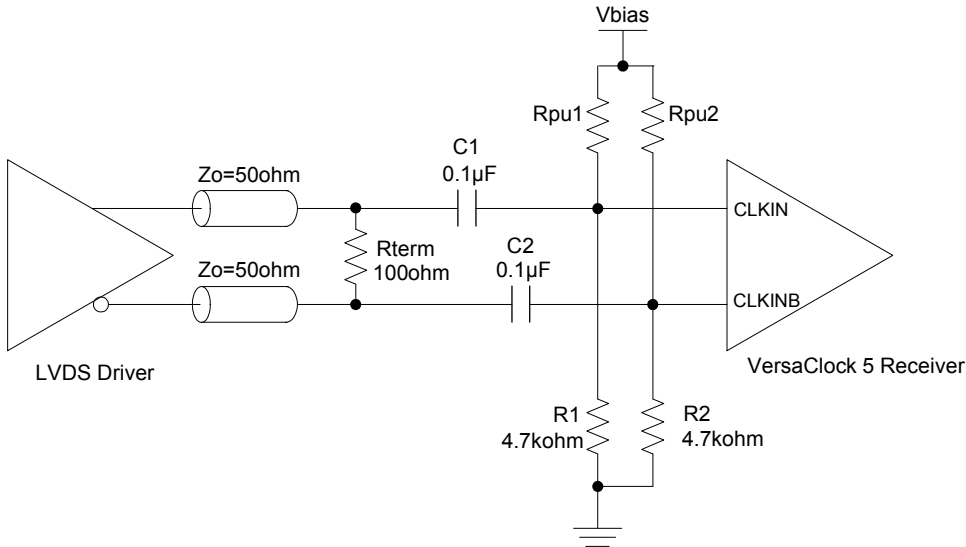 Vbias
Rpu1
Rpu2
C1
0.1µF
Zo=50ohm
CLKIN
Rterm
100ohm
C2
0.1µF
Zo=50ohm
CLKINB
LVDS Driver
VersaClock 5 Receiver
R1
4.7kohm
R2
4.7kohm